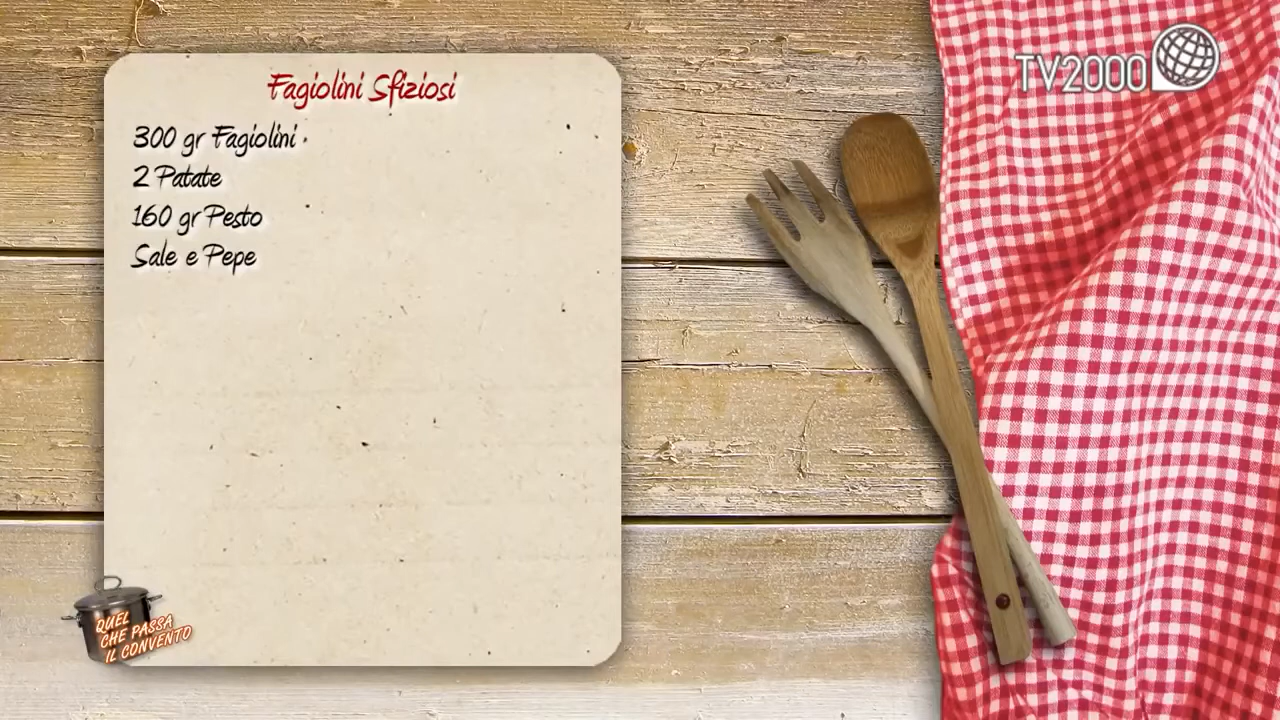 Fagiolini Sfiziosi
300 gr Fagiolini
2 Patate
160 gr Pesto
Sale e Pepe
TV2000
QUEL
CHE PASSA
IL CONVENTO